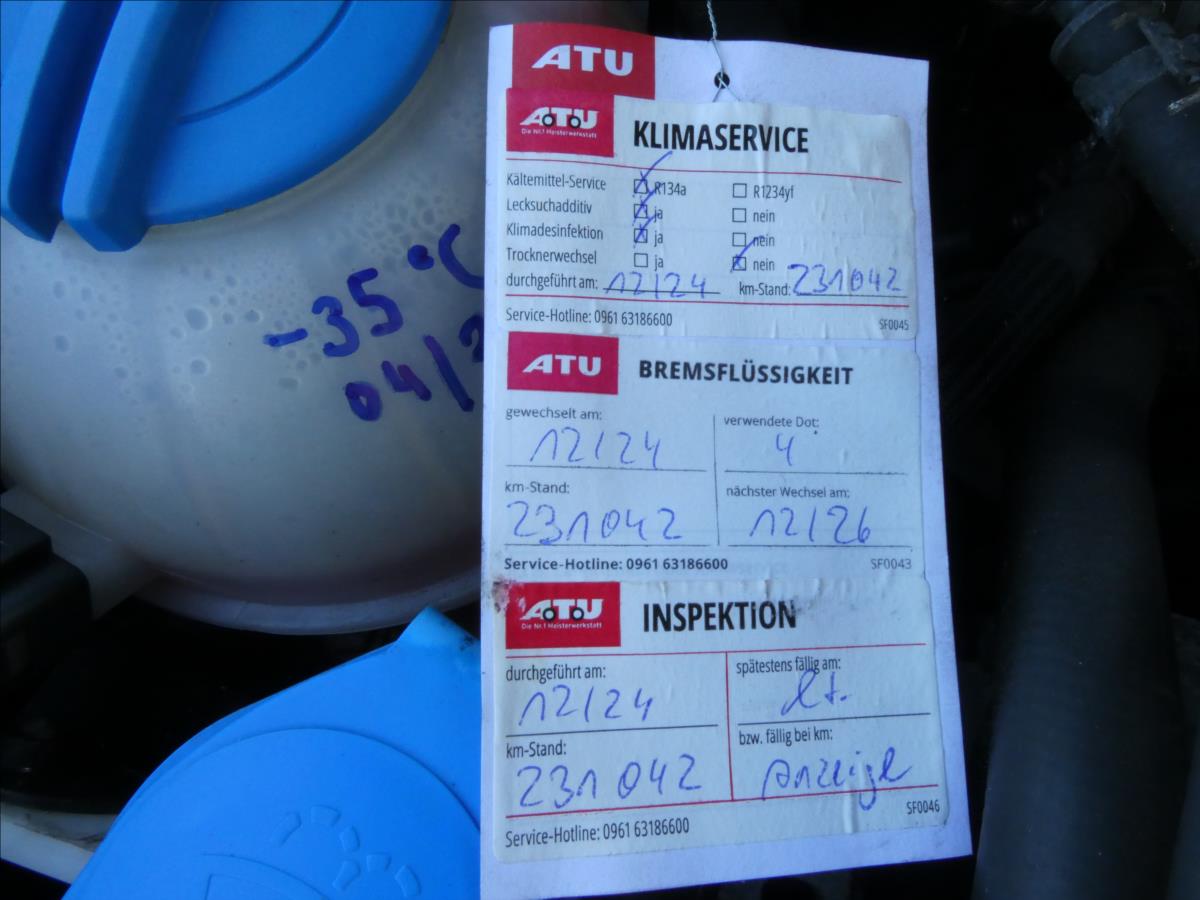 ATU
ATU
Die Nr.1 Meisterwerkstatt
KLIMASERVICE
Kältemittel-Service R134a R1234yf
Lecksuchadditiv ja nein
Klimadesinfektion ja nein
Trocknerwechsel ja nein
durchgeführt am: 12/24 km-Stand: 231042
Service-Hotline: 0961 63186600 SF0045
-35°C
04/2
ATU
BREMSFLÜSSIGKEIT
gewechselt am: verwendete Dot:
12/24 4
km-Stand: nächster Wechsel am:
231042 12/26
Service-Hotline: 0961 63186600 SF0043
ATU
Die Nr.1 Meisterwerkstatt
INSPEKTION
durchgeführt am: spätestens fällig am:
12/24 lt.
km-Stand: bzw. fällig bei km:
231042 Anzeige
Service-Hotline: 0961 63186600 SF0046